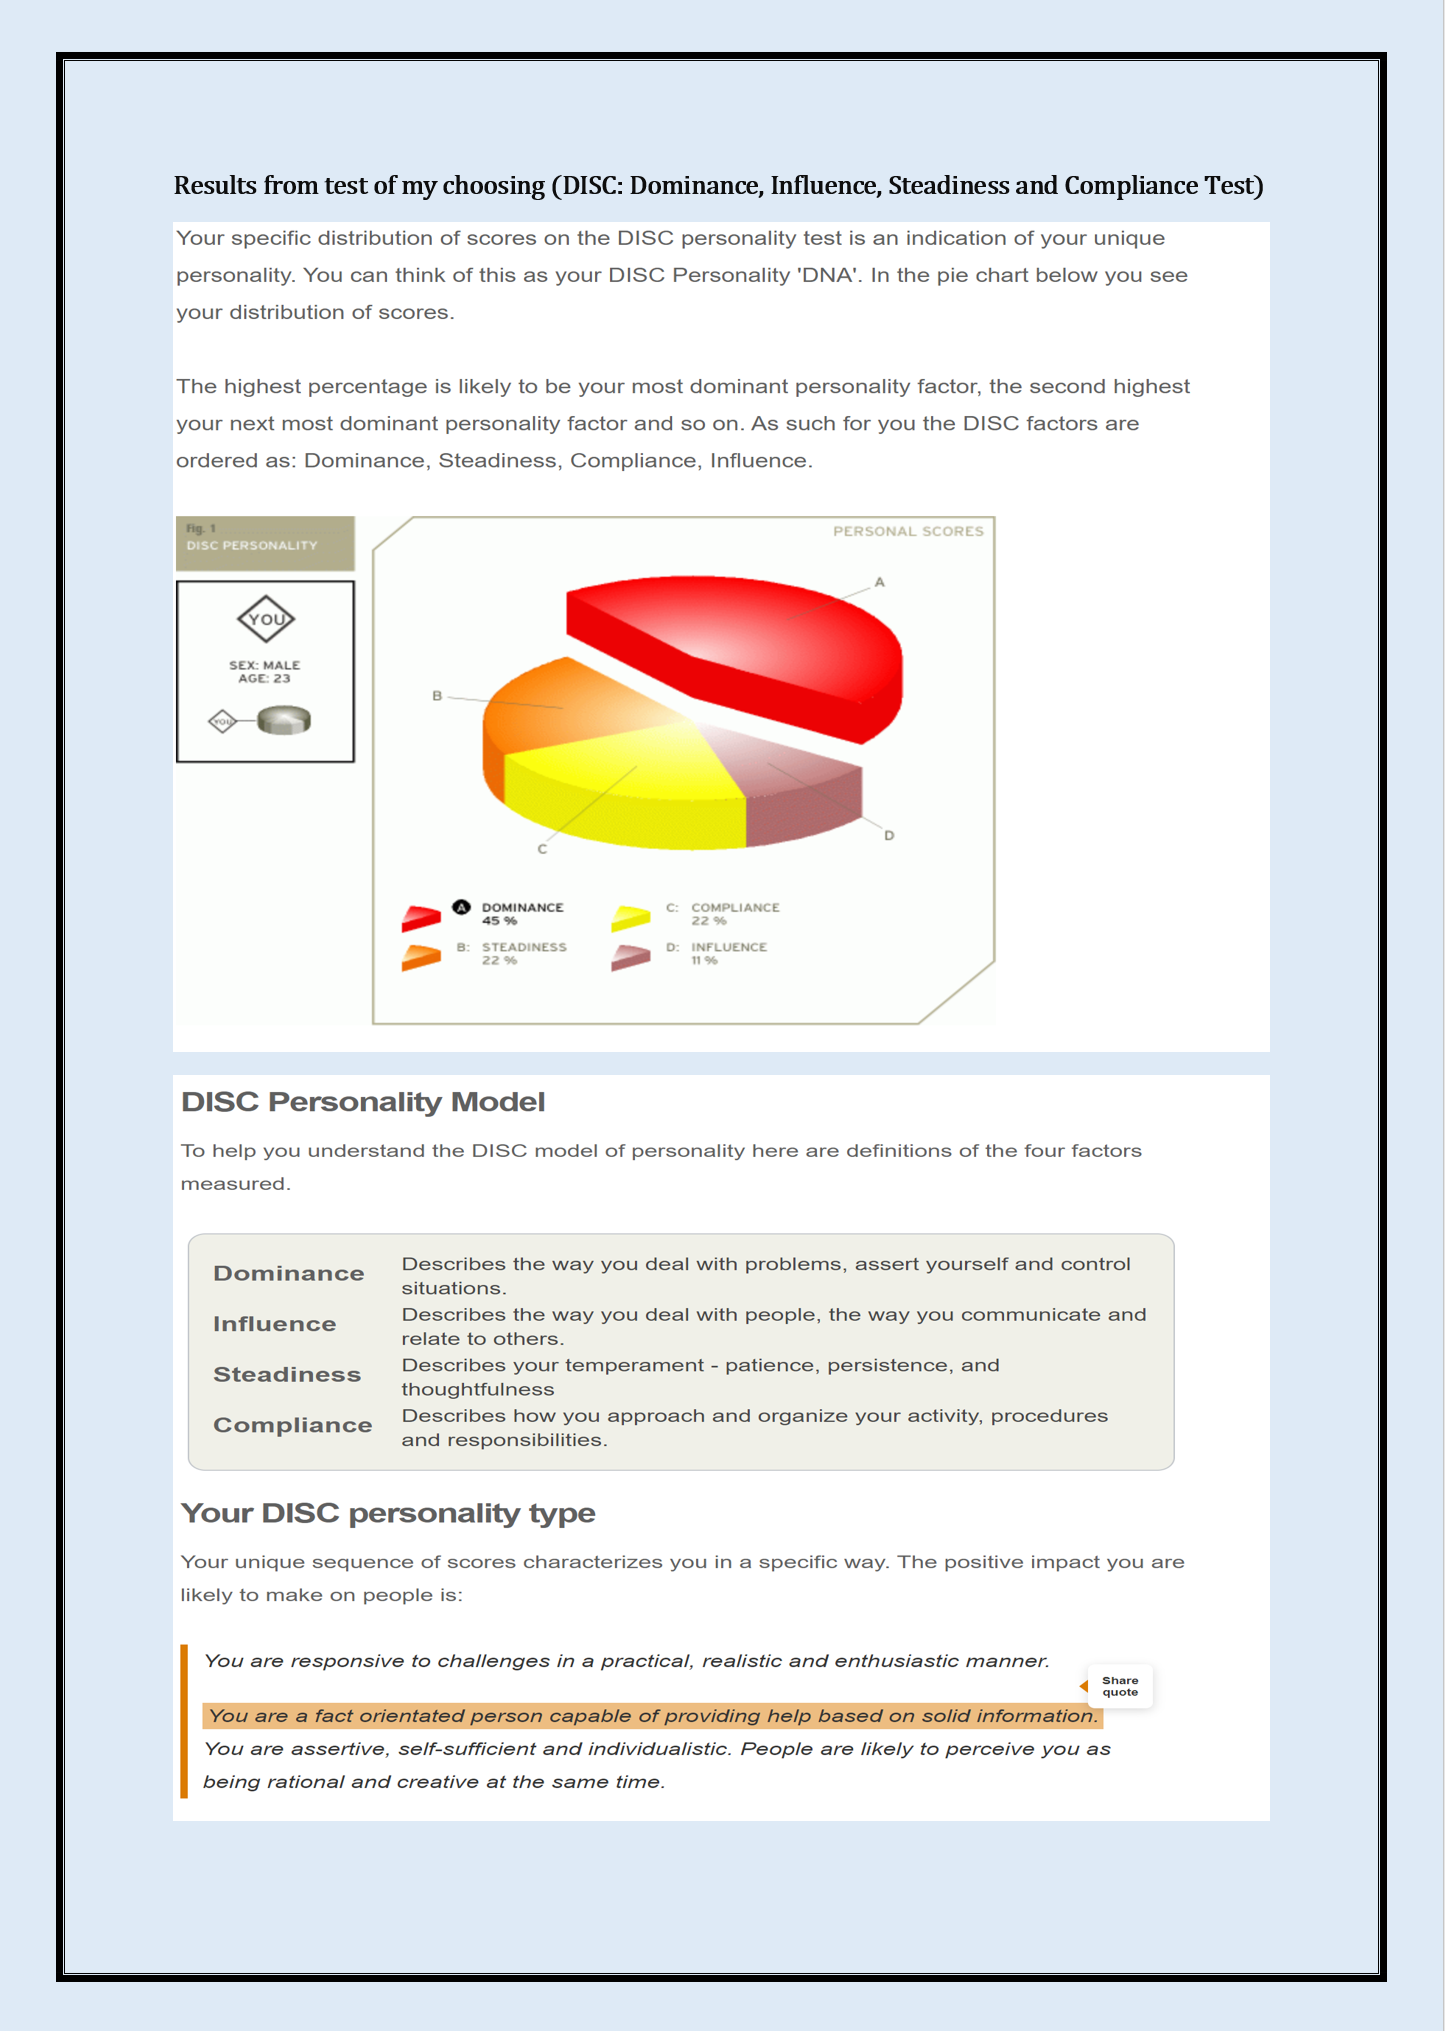 Results from test of my choosing (DISC: Dominance, Influence, Steadiness and Compliance Test)
Your specific distribution of scores on the DISC personality test is an indication of your unique
personality. You can think of this as your DISC Personality 'DNA'. In the pie chart below you see
your distribution of scores.
The highest percentage is likely to be your most dominant personality factor, the second highest
your next most dominant personality factor and so on. As such for you the DISC factors are
ordered as: Dominance, Steadiness, Compliance, Influence.
Fig. 1
DISC PERSONALITY
YOU
SEX: MALE
AGE: 23
YOU
PERSONAL SCORES
A
B
C
D
A DOMINANCE
45 %
B: STEADINESS
22 %
C: COMPLIANCE
22 %
D: INFLUENCE
11 %
DISC Personality Model
To help you understand the DISC model of personality here are definitions of the four factors
measured.
Dominance
Describes the way you deal with problems, assert yourself and control
situations.
Influence
Describes the way you deal with people, the way you communicate and
relate to others.
Steadiness
Describes your temperament - patience, persistence, and
thoughtfulness
Compliance
Describes how you approach and organize your activity, procedures
and responsibilities.
Your DISC personality type
Your unique sequence of scores characterizes you in a specific way. The positive impact you are
likely to make on people is:
You are responsive to challenges in a practical, realistic and enthusiastic manner.
Share
quote
You are a fact orientated person capable of providing help based on solid information.
You are assertive, self-sufficient and individualistic. People are likely to perceive you as
being rational and creative at the same time.